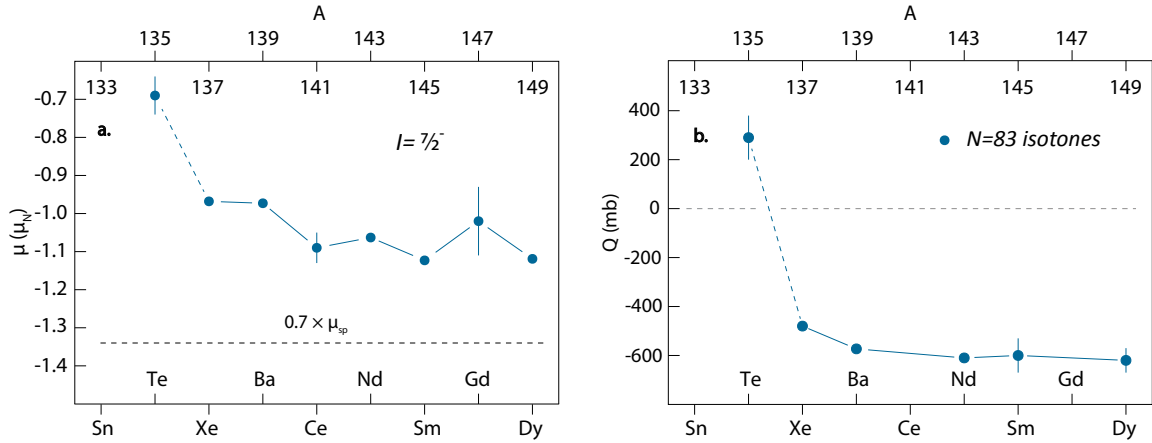 A
135 139 143 147
133 137 141 145 149
-0.7
a.
I= 7/2⁻
-0.8
-0.9
-1.0
-1.1
-1.2
-1.3
-1.4
μ (μN)
0.7 × μsp
Te Ba Nd Gd
Sn Xe Ce Sm Dy
A
135 139 143 147
133 137 141 145 149
400
b.
N=83 isotones
200
0
-200
-400
-600
Q (mb)
Te Ba Nd Gd
Sn Xe Ce Sm Dy